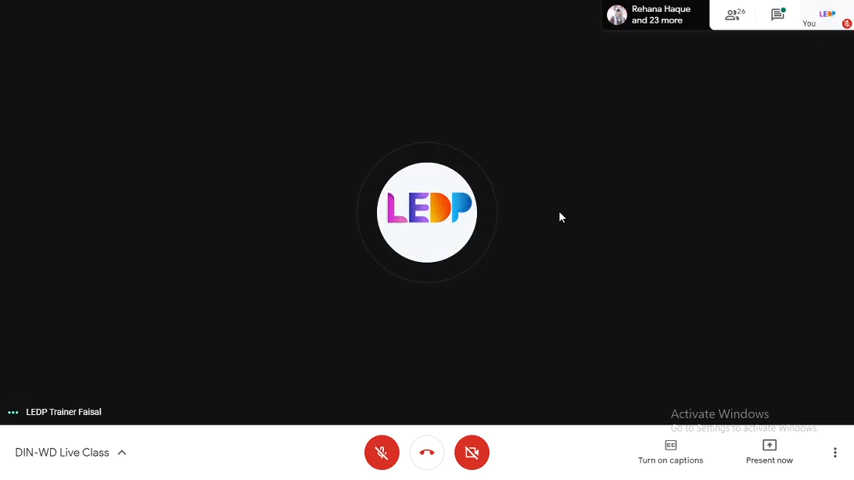 Rehana Haque
and 23 more
26
LEDP
You
LEDP
LEDP Trainer Faisal
Activate Windows
Go to Settings to activate Windows.
DIN-WD Live Class
CC
Turn on captions
Present now